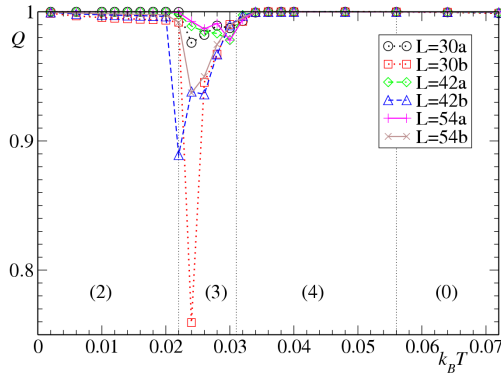 1
Q
0.9
0.8
L=30a
L=30b
L=42a
L=42b
L=54a
L=54b
(2)
(3)
(4)
(0)
0
0.01
0.02
0.03
0.04
0.05
0.06
0.07
k_BT